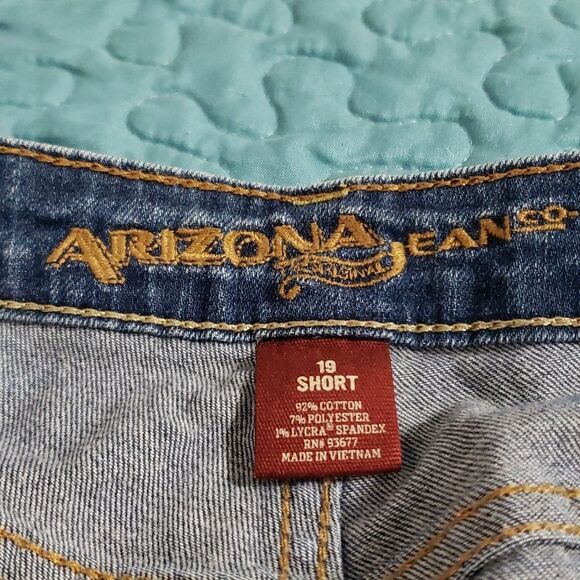 ARIZONA JEAN CO.
ORIGINAL
19
SHORT
92% COTTON
7% POLYESTER
1% LYCRA® SPANDEX
RN# 93677
MADE IN VIETNAM